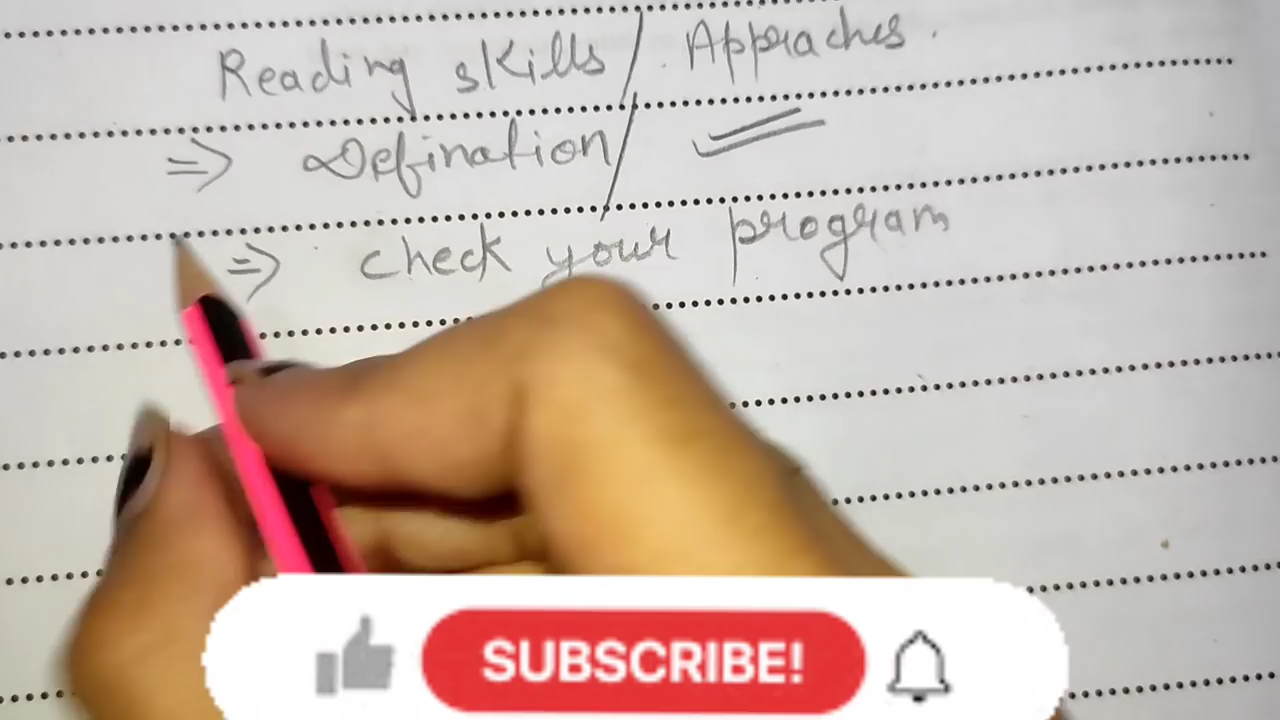 Reading skills / Appraches.
=> Defination /
=> check your program
SUBSCRIBE!